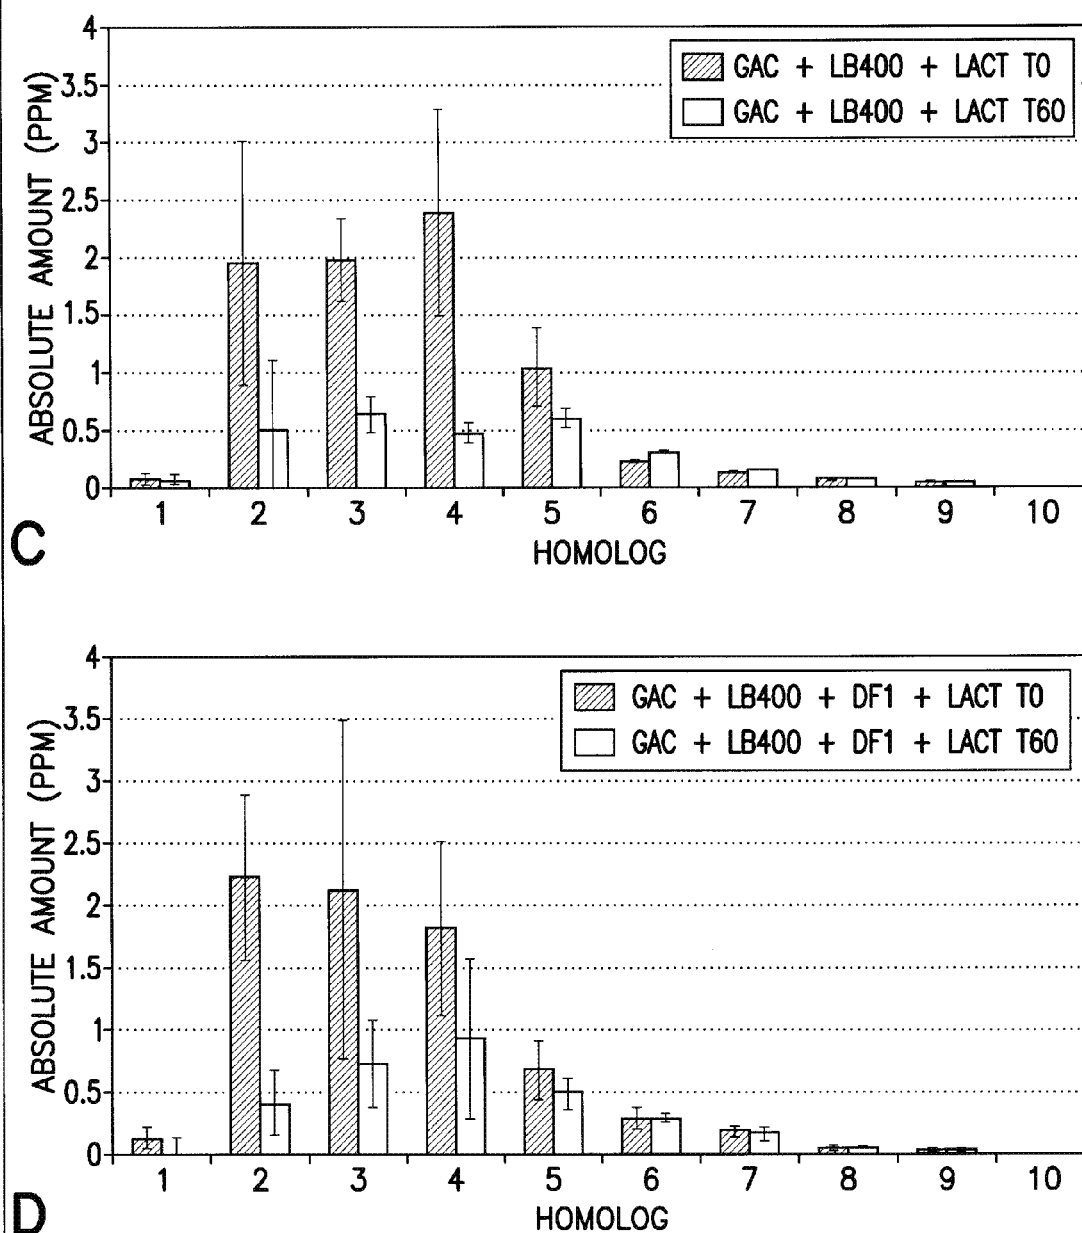 4
3.5
3
2.5
2
1.5
1
0.5
0
ABSOLUTE AMOUNT (PPM)
GAC + LB400 + LACT T0
GAC + LB400 + LACT T60
1 2 3 4 5 6 7 8 9 10
HOMOLOG
C
4
3.5
3
2.5
2
1.5
1
0.5
0
ABSOLUTE AMOUNT (PPM)
GAC + LB400 + DF1 + LACT T0
GAC + LB400 + DF1 + LACT T60
1 2 3 4 5 6 7 8 9 10
HOMOLOG
D